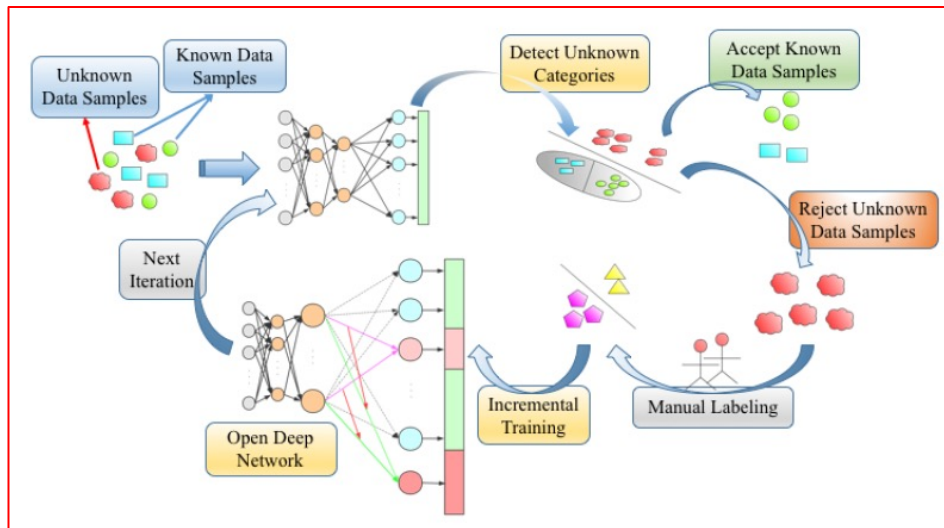 Unknown
Data Samples
Known Data
Samples
Detect Unknown
Categories
Accept Known
Data Samples
Reject Unknown
Data Samples
Next
Iteration
Open Deep
Network
Incremental
Training
Manual Labeling